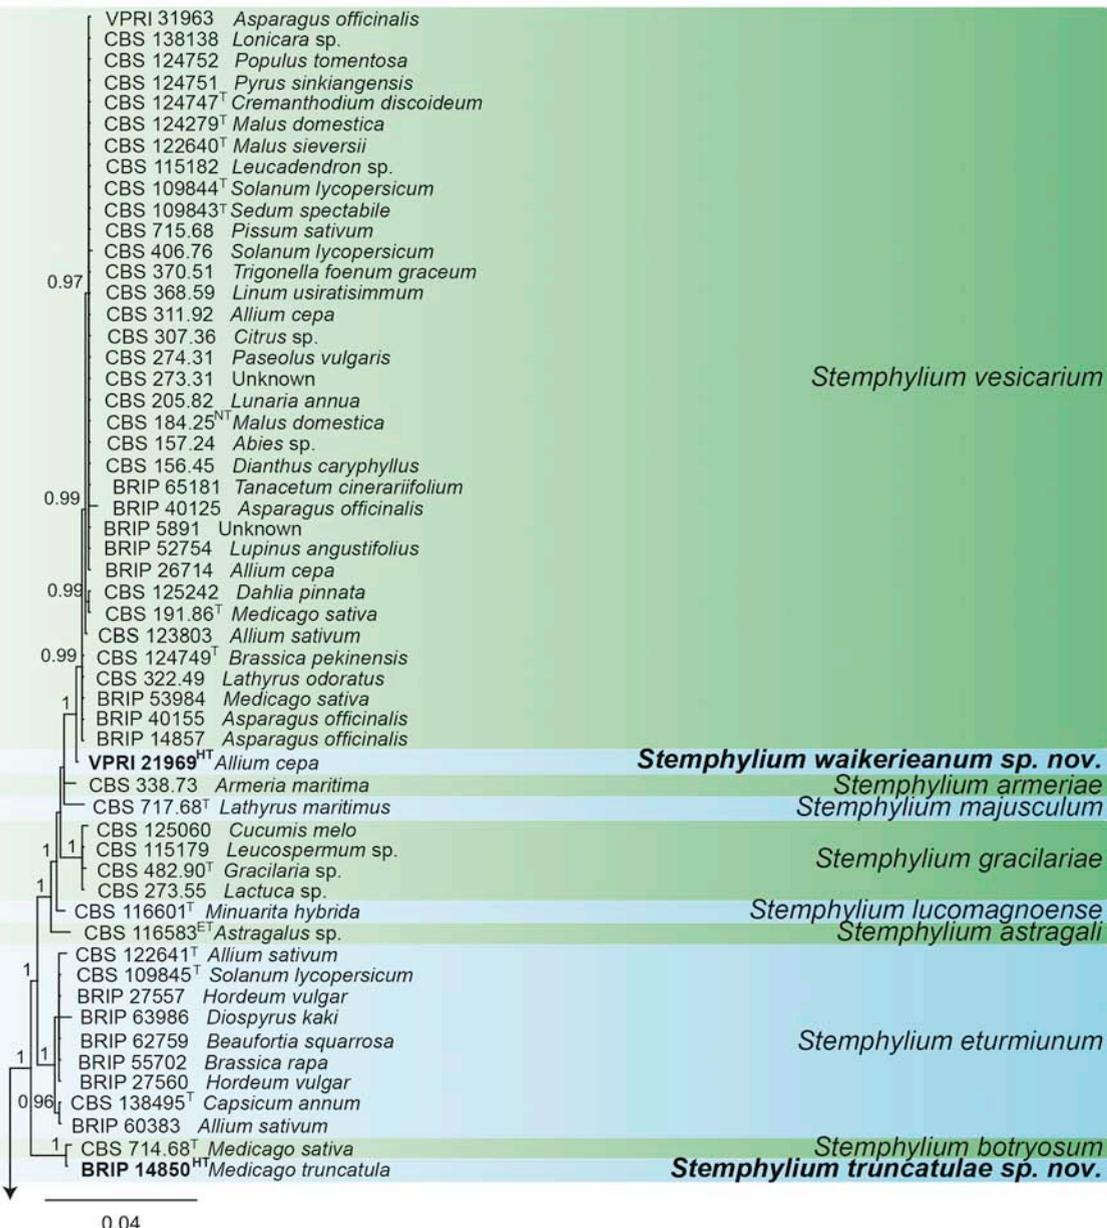 VPRI 31963 Asparagus officinalis
CBS 138138 Lonicara sp.
CBS 124752 Populus tomentosa
CBS 124751 Pyrus sinkiangensis
CBS 124747T Cremanthodium discoideum
CBS 124279T Malus domestica
CBS 122640T Malus sieversii
CBS 115182 Leucadendron sp.
CBS 109844T Solanum lycopersicum
CBS 109843T Sedum spectabile
CBS 715.68 Pissum sativum
CBS 406.76 Solanum lycopersicum
CBS 370.51 Trigonella foenum graceum
0.97
CBS 368.59 Linum usiratisimmum
CBS 311.92 Allium cepa
CBS 307.36 Citrus sp.
CBS 274.31 Paseolus vulgaris
CBS 273.31 Unknown
Stemphylium vesicarium
CBS 205.82 Lunaria annua
CBS 184.25NT Malus domestica
CBS 157.24 Abies sp.
CBS 156.45 Dianthus caryphyllus
BRIP 65181 Tanacetum cinerariifolium
0.99
BRIP 40125 Asparagus officinalis
BRIP 5891 Unknown
BRIP 52754 Lupinus angustifolius
BRIP 26714 Allium cepa
0.99
CBS 125242 Dahlia pinnata
CBS 191.86T Medicago sativa
CBS 123803 Allium sativum
0.99
CBS 124749T Brassica pekinensis
CBS 322.49 Lathyrus odoratus
BRIP 53984 Medicago sativa
1
BRIP 40155 Asparagus officinalis
BRIP 14857 Asparagus officinalis
VPRI 21969HT Allium cepa Stemphylium waikerieanum sp. nov.
CBS 338.73 Armeria maritima Stemphylium armeriae
CBS 717.68T Lathyrus maritimus Stemphylium majusculum
CBS 125060 Cucumis melo
1 1
CBS 115179 Leucospermum sp.
Stemphylium gracilariae
CBS 482.90T Gracilaria sp.
1
CBS 273.55 Lactuca sp.
CBS 116601T Minuarita hybrida Stemphylium lucomagnoense
CBS 116583ET Astragalus sp. Stemphylium astragali
CBS 122641T Allium sativum
1
CBS 109845T Solanum lycopersicum
BRIP 27557 Hordeum vulgar
BRIP 63986 Diospyrus kaki
BRIP 62759 Beaufortia squarrosa
Stemphylium eturmiunum
1 1
BRIP 55702 Brassica rapa
BRIP 27560 Hordeum vulgar
0.96
CBS 138495T Capsicum annum
BRIP 60383 Allium sativum
1
CBS 714.68T Medicago sativa Stemphylium botryosum
BRIP 14850HT Medicago truncatula Stemphylium truncatulae sp. nov.
0.04